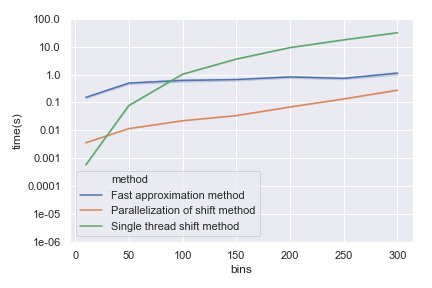 100.0
10.0
1.0
0.1
0.01
0.001
0.0001
1e-05
1e-06
time(s)
method
Fast approximation method
Parallelization of shift method
Single thread shift method
0 50 100 150 200 250 300
bins